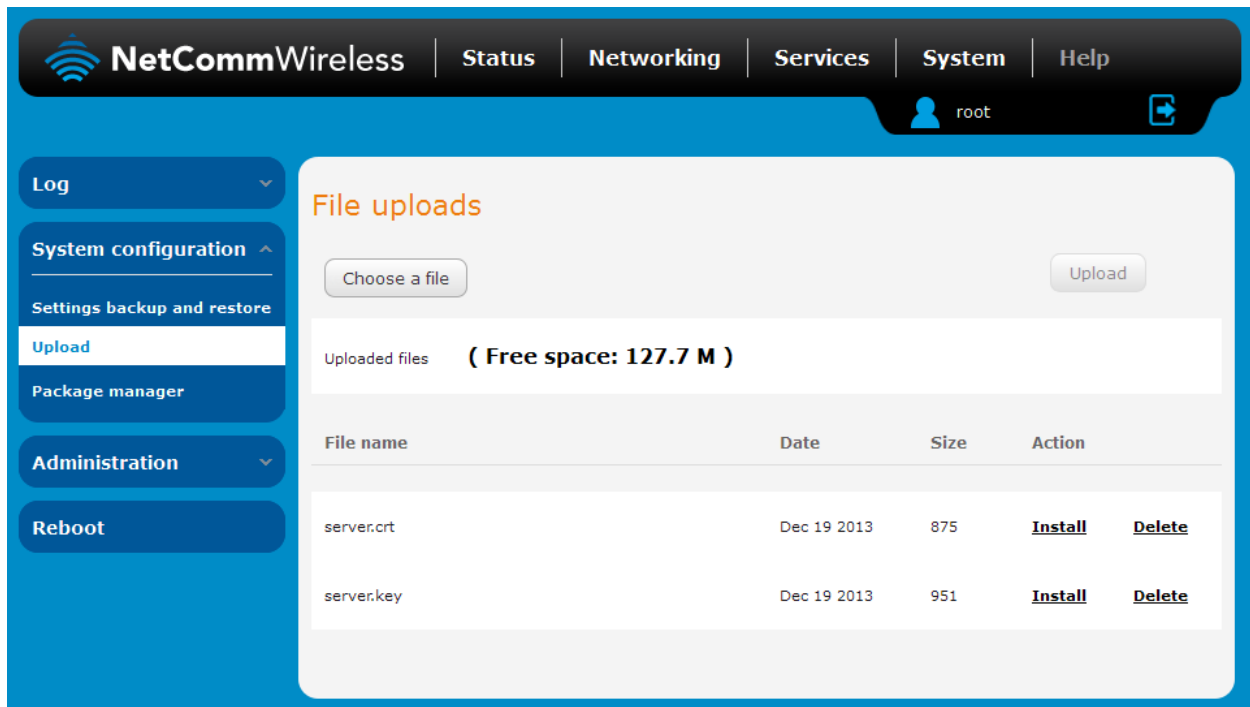 NetCommWireless Status Networking Services System Help
root
Log
System configuration
Settings backup and restore
Upload
Package manager
Administration
Reboot
File uploads
Choose a file Upload
Uploaded files ( Free space: 127.7 M )
File name Date Size Action
server.crt Dec 19 2013 875 Install Delete
server.key Dec 19 2013 951 Install Delete